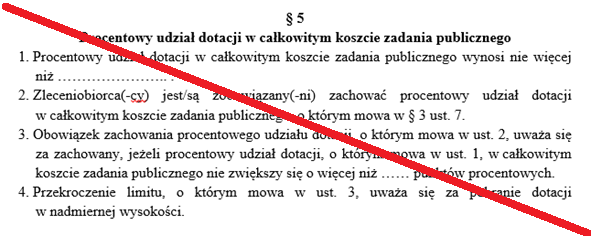 § 5
Procentowy udział dotacji w całkowitym koszcie zadania publicznego
1. Procentowy udział dotacji w całkowitym koszcie zadania publicznego wynosi nie więcej
niż …………………. .
2. Zleceniobiorca(-cy) jest/są zobowiązany(-ni) zachować procentowy udział dotacji
w całkowitym koszcie zadania publicznego, o którym mowa w § 3 ust. 7.
3. Obowiązek zachowania procentowego udziału dotacji, o którym mowa w ust. 2, uważa się
za zachowany, jeżeli procentowy udział dotacji, o którym mowa w ust. 1, w całkowitym
koszcie zadania publicznego nie zwiększy się o więcej niż …… punktów procentowych.
4. Przekroczenie limitu, o którym mowa w ust. 3, uważa się za pobranie dotacji
w nadmiernej wysokości.